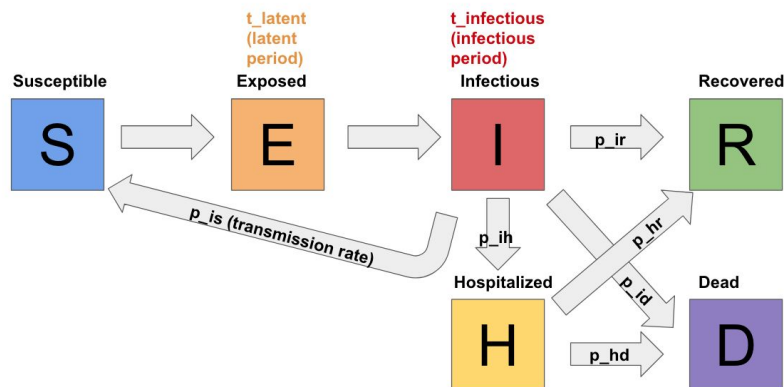 t_latent
(latent
period)
t_infectious
(infectious
period)
Susceptible
Exposed
Infectious
Recovered
S
E
I
R
p_ir
p_is (transmission rate)
p_ih
p_hr
p_id
Hospitalized
Dead
H
D
p_hd